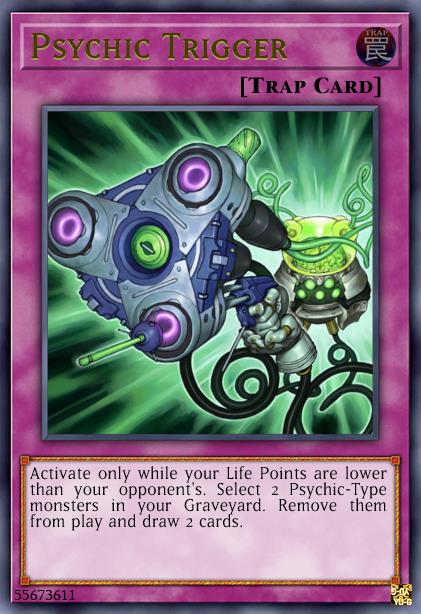 PSYCHIC TRIGGER
TRAP
罠
[TRAP CARD]
Activate only while your Life Points are lower
than your opponent's. Select 2 Psychic-Type
monsters in your Graveyard. Remove them
from play and draw 2 cards.
55673611